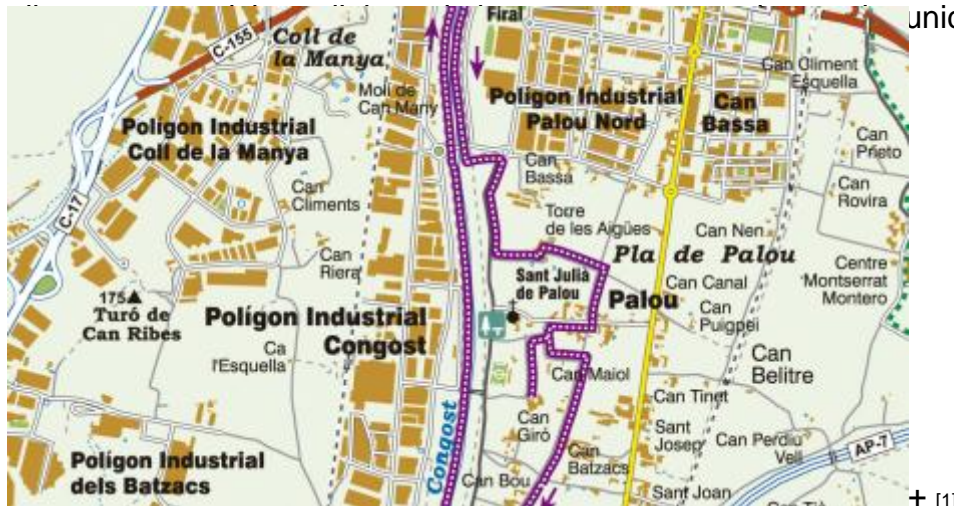 Firal
C-155
Coll de
la Manya
Molí de
Can Many
Can Climent
Esquella
Polígon Industrial
Palou Nord
Can
Bassa
Polígon Industrial
Coll de la Manya
Can
Prieto
Can
Bassa
Can
Climents
Can
Rovira
C-17
Torre
de les Aigües
Can Nen
Pla de Palou
Can
Riera
Sant Julià
de Palou
Can Canal
Centre
Montserrat
Montero
175
Turó de
Can Ribes
Palou
Can
Puigpei
Polígon Industrial
Congost
Ca
l'Esquella
Can
Belitre
Can Maiol
Can Tinet
Congost
Can
Giró
Sant
Josep
Can Perdiu
Vell
AP-7
Can
Batzacs
Polígon Industrial
dels Batzacs
Can Bou
Sant Joan
[1]